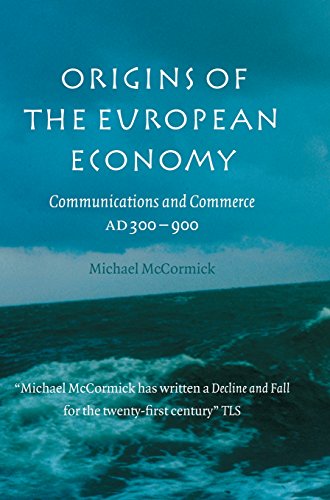 ORIGINS OF
THE EUROPEAN
ECONOMY
Communications and Commerce
AD 300 – 900
Michael McCormick
“Michael McCormick has written a Decline and Fall
for the twenty-first century” TLS